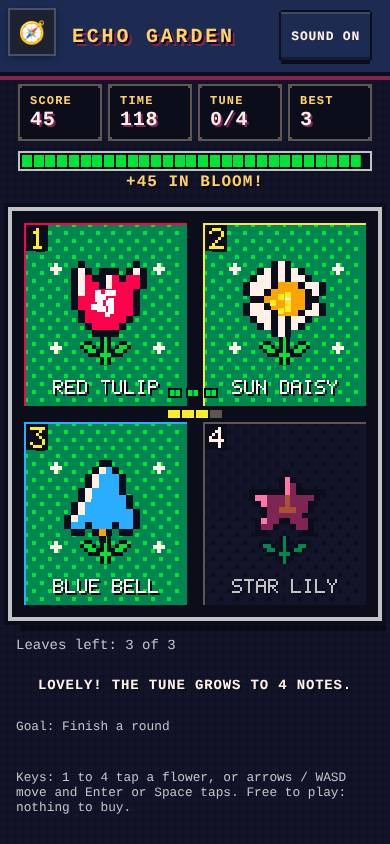 ECHO GARDEN
SOUND ON
SCORE
45
TIME
118
TUNE
0/4
BEST
3
+45 IN BLOOM!
1
RED TULIP
2
SUN DAISY
3
BLUE BELL
4
STAR LILY
Leaves left: 3 of 3
LOVELY! THE TUNE GROWS TO 4 NOTES.
Goal: Finish a round
Keys: 1 to 4 tap a flower, or arrows / WASD
move and Enter or Space taps. Free to play:
nothing to buy.